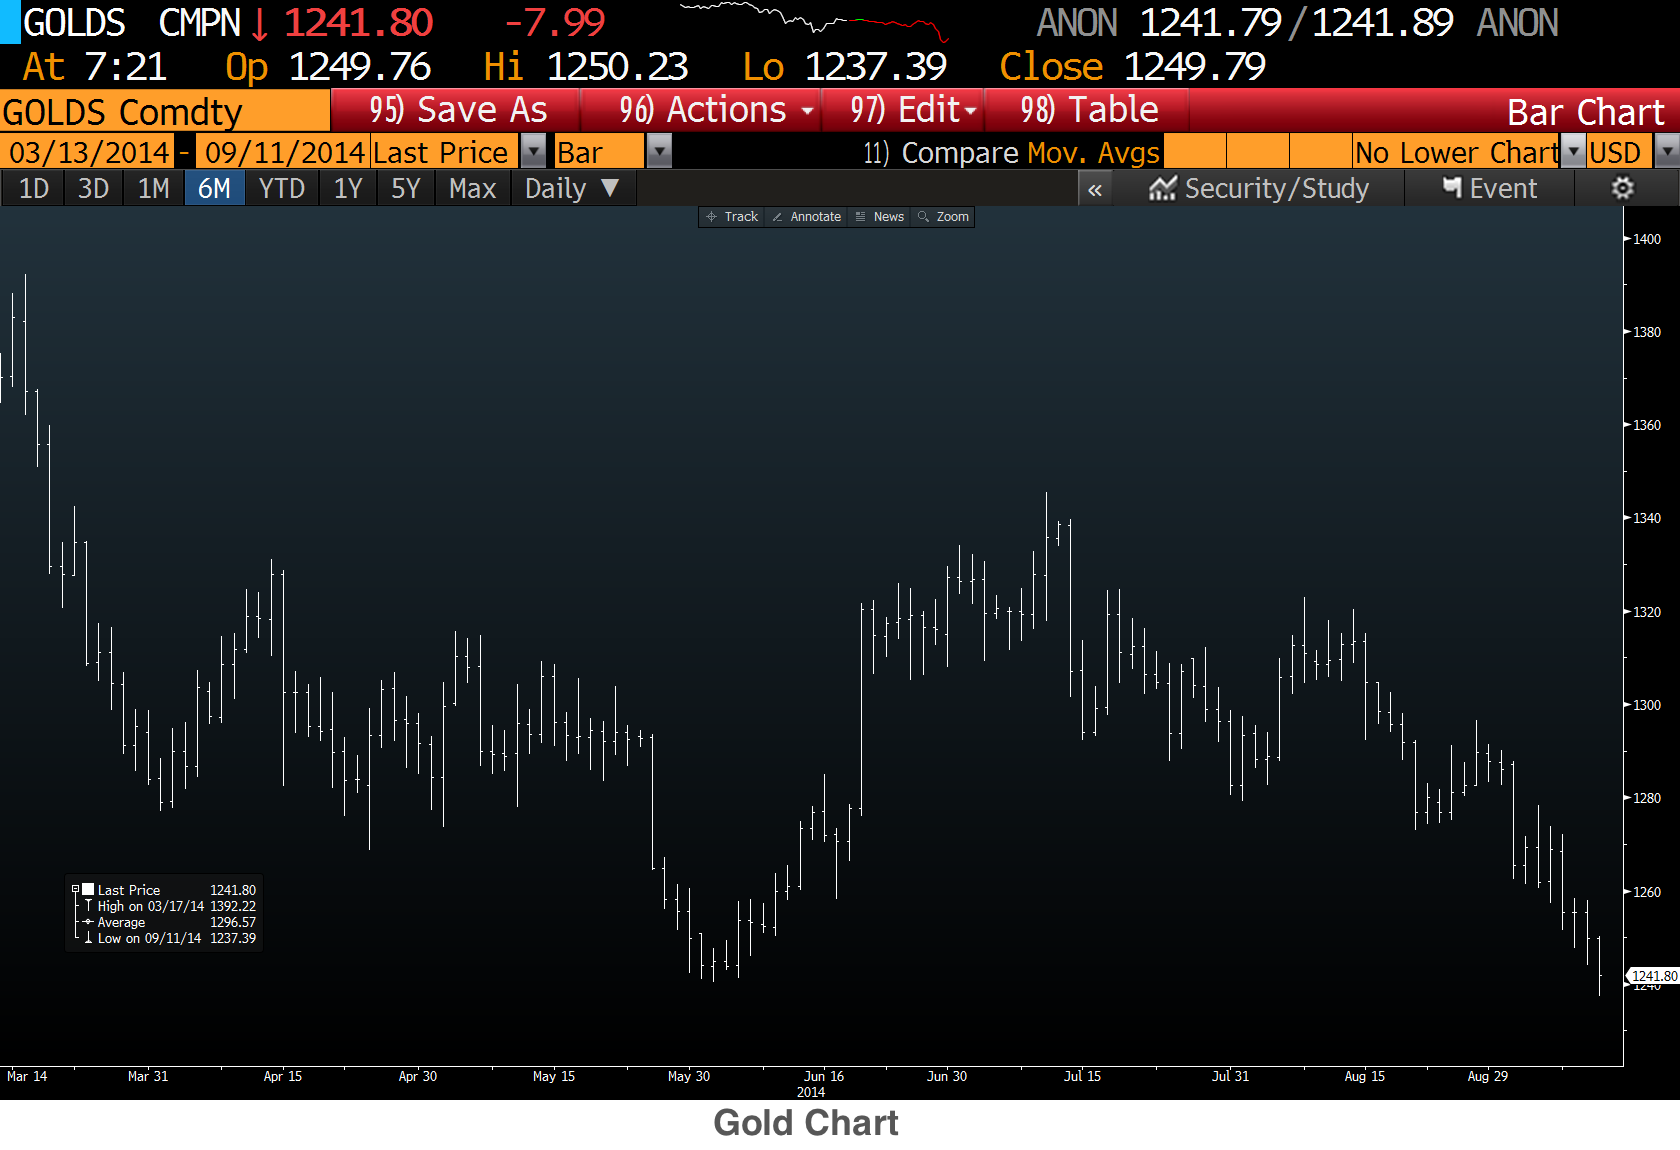 GOLDS CMPN ↓ 1241.80 -7.99 ANON 1241.79/1241.89 ANON
At 7:21 Op 1249.76 Hi 1250.23 Lo 1237.39 Close 1249.79
GOLDS Comdty 95) Save As 96) Actions 97) Edit 98) Table Bar Chart
03/13/2014 - 09/11/2014 Last Price Bar 11) Compare Mov. Avgs No Lower Chart USD
1D 3D 1M 6M YTD 1Y 5Y Max Daily ▼ « Security/Study Event
Track Annotate News Zoom
1400
1380
1360
1340
1320
1300
1280
1260
1241.80
1240
Last Price 1241.80
High on 03/17/14 1392.22
Average 1296.57
Low on 09/11/14 1237.39
Mar 14 Mar 31 Apr 15 Apr 30 May 15 May 30 Jun 16 Jun 30 Jul 15 Jul 31 Aug 15 Aug 29
2014
Gold Chart